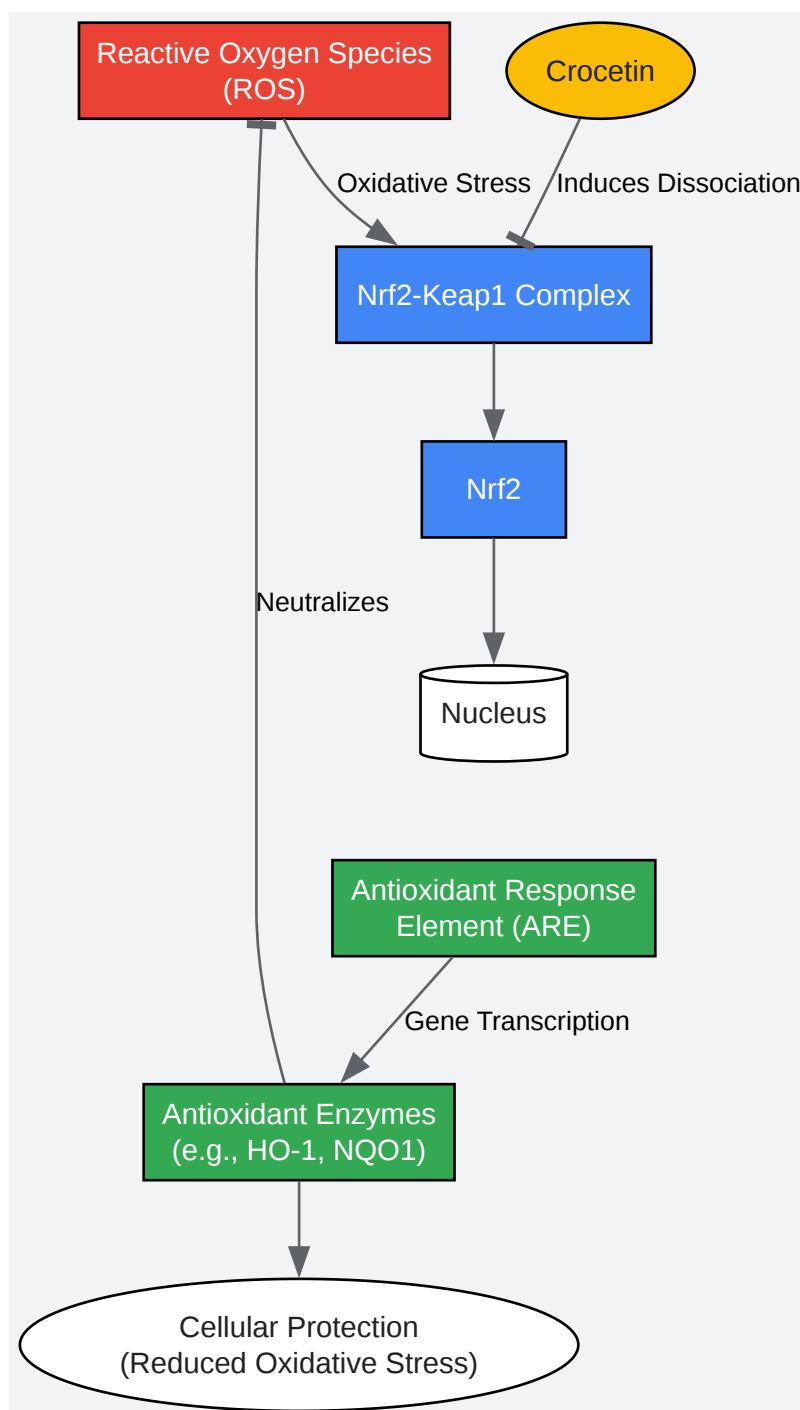 Reactive Oxygen Species
(ROS)
Crocetin
Oxidative Stress
Induces Dissociation
Nrf2-Keap1 Complex
Nrf2
Neutralizes
Nucleus
Antioxidant Response
Element (ARE)
Gene Transcription
Antioxidant Enzymes
(e.g., HO-1, NQO1)
Cellular Protection
(Reduced Oxidative Stress)